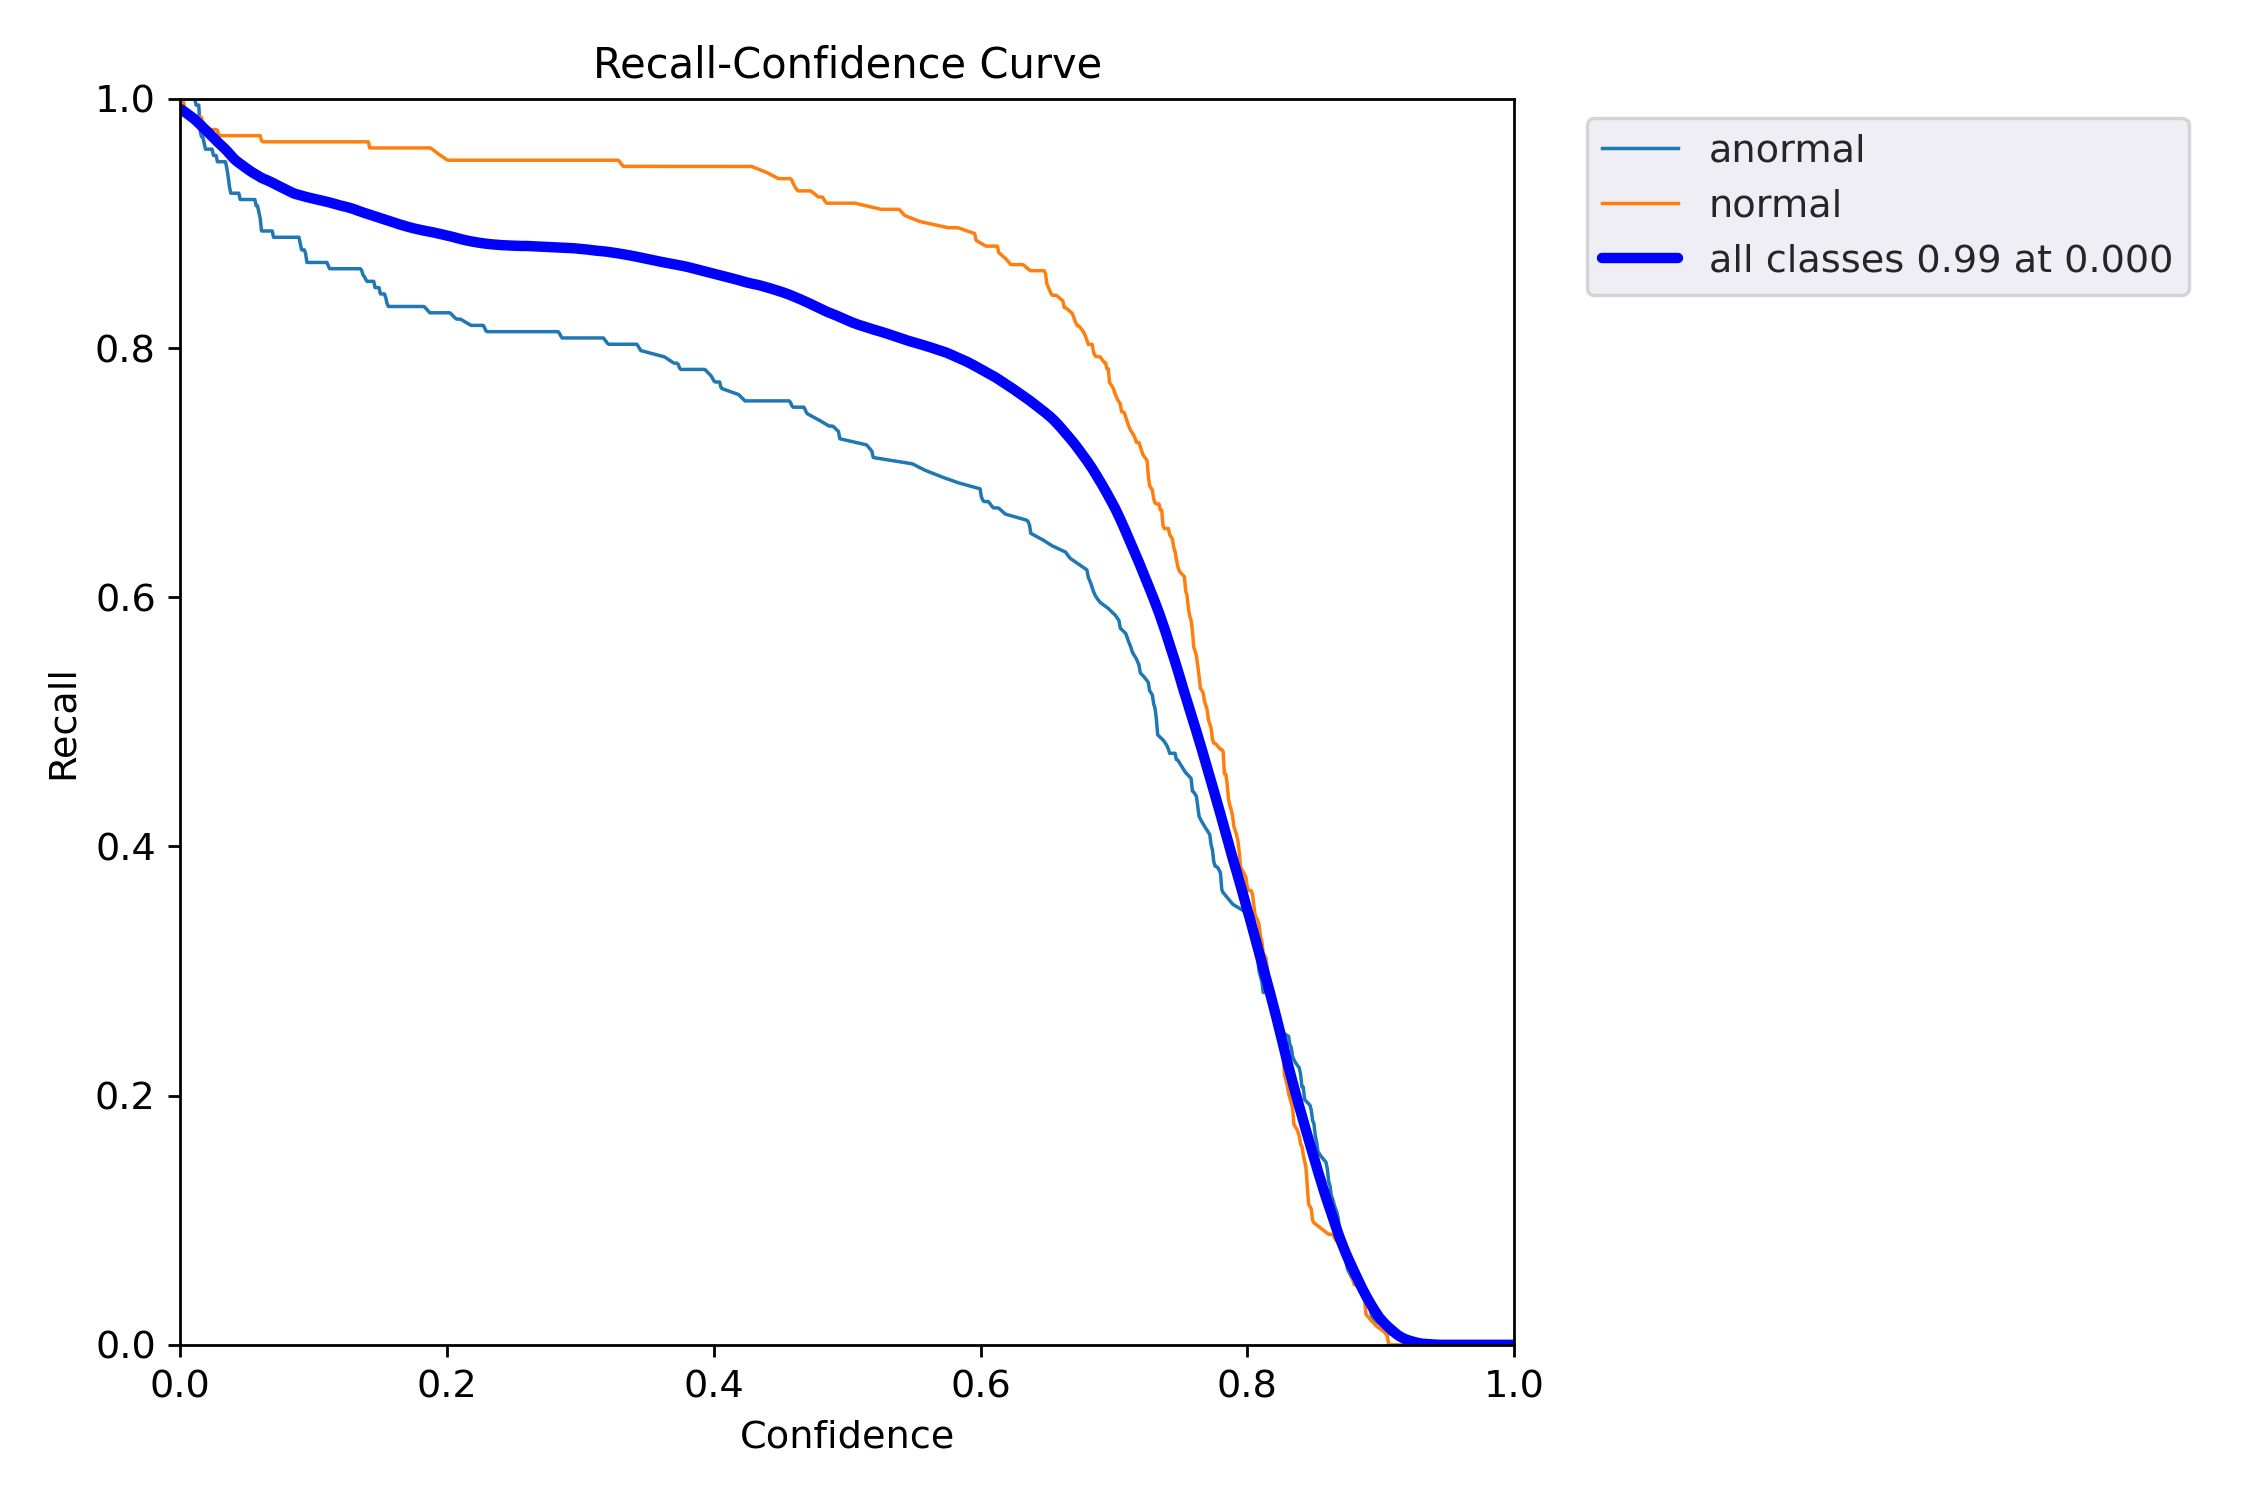 Recall-Confidence Curve
anormal
normal
all classes 0.99 at 0.000
1.0
0.8
0.6
0.4
0.2
0.0
Recall
0.0 0.2 0.4 0.6 0.8 1.0
Confidence